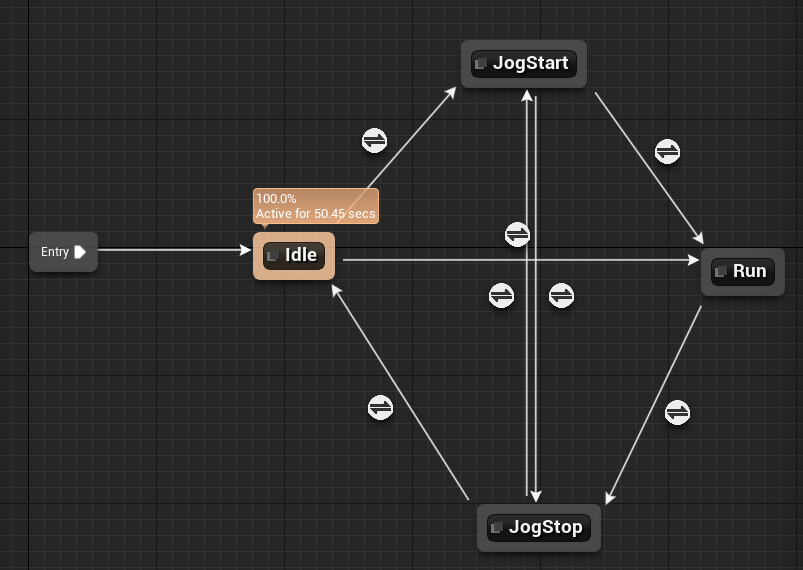 JogStart
100.0%
Active for 50.45 secs
Entry
Idle
Run
JogStop